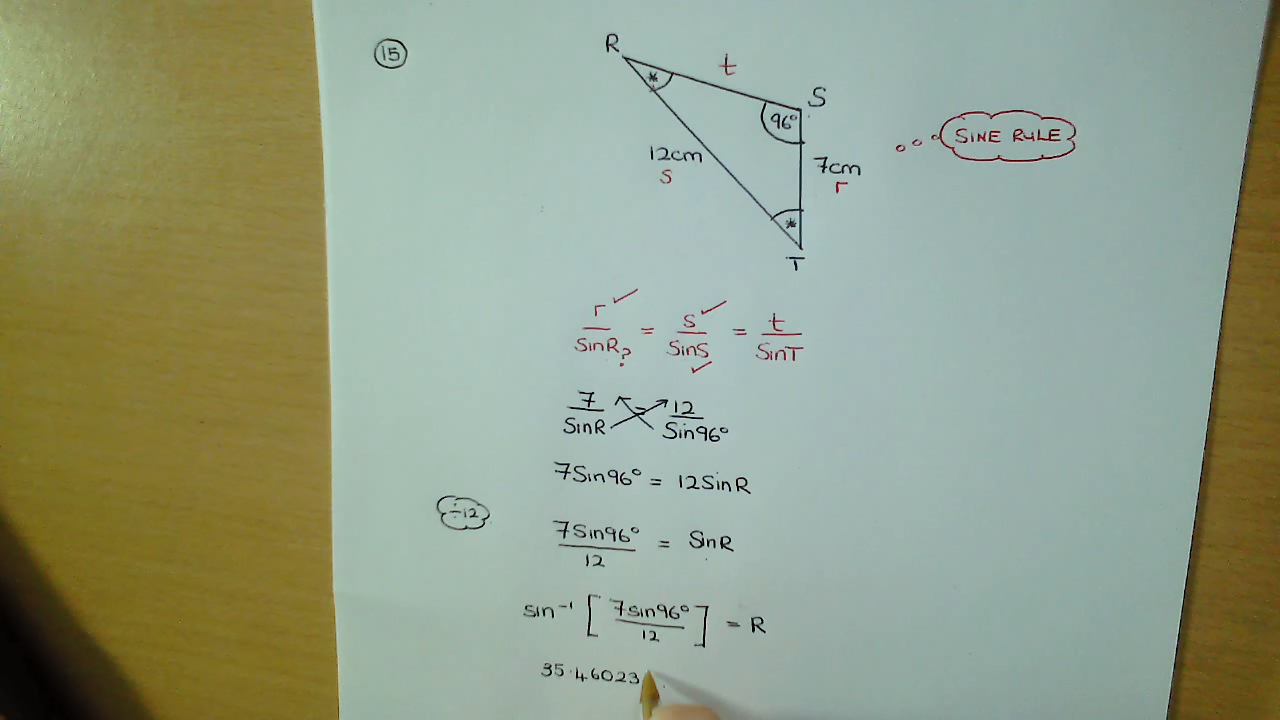 15
R
t
S
*
96°
SINE RULE
12cm
7cm
s
r
*
T
r/SinR = s/SinS = t/SinT
?
7/SinR = 12/Sin96°
7Sin96° = 12SinR
÷12
7Sin96°/12 = SinR
sin⁻¹ [7sin96°/12] = R
35.46023